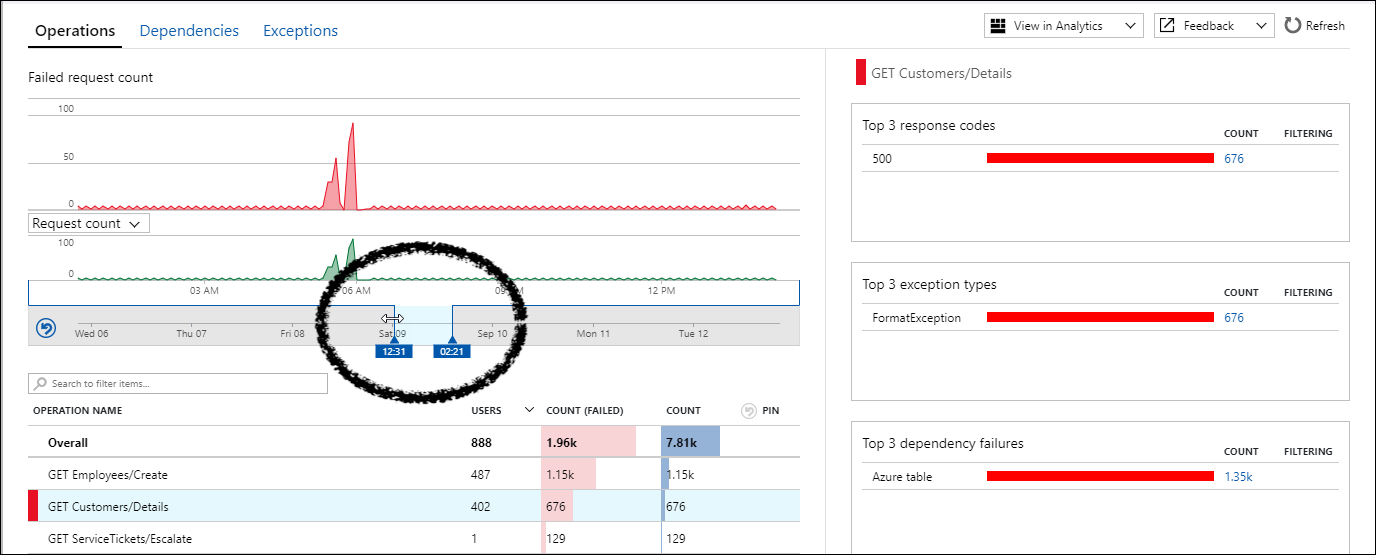 Operations Dependencies Exceptions
View in Analytics Feedback Refresh
Failed request count
100
50
0
Request count
100
0
03 AM 06 AM 09 PM 12 PM
Wed 06 Thu 07 Fri 08 Sat 09 Sep 10 Mon 11 Tue 12
12:31 02:21
Search to filter items...
OPERATION NAME USERS COUNT (FAILED) COUNT PIN
Overall 888 1.96k 7.81k
GET Employees/Create 487 1.15k 1.15k
GET Customers/Details 402 676 676
GET ServiceTickets/Escalate 1 129 129
GET Customers/Details
Top 3 response codes
COUNT FILTERING
500 676
Top 3 exception types
COUNT FILTERING
FormatException 676
Top 3 dependency failures
COUNT FILTERING
Azure table 1.35k